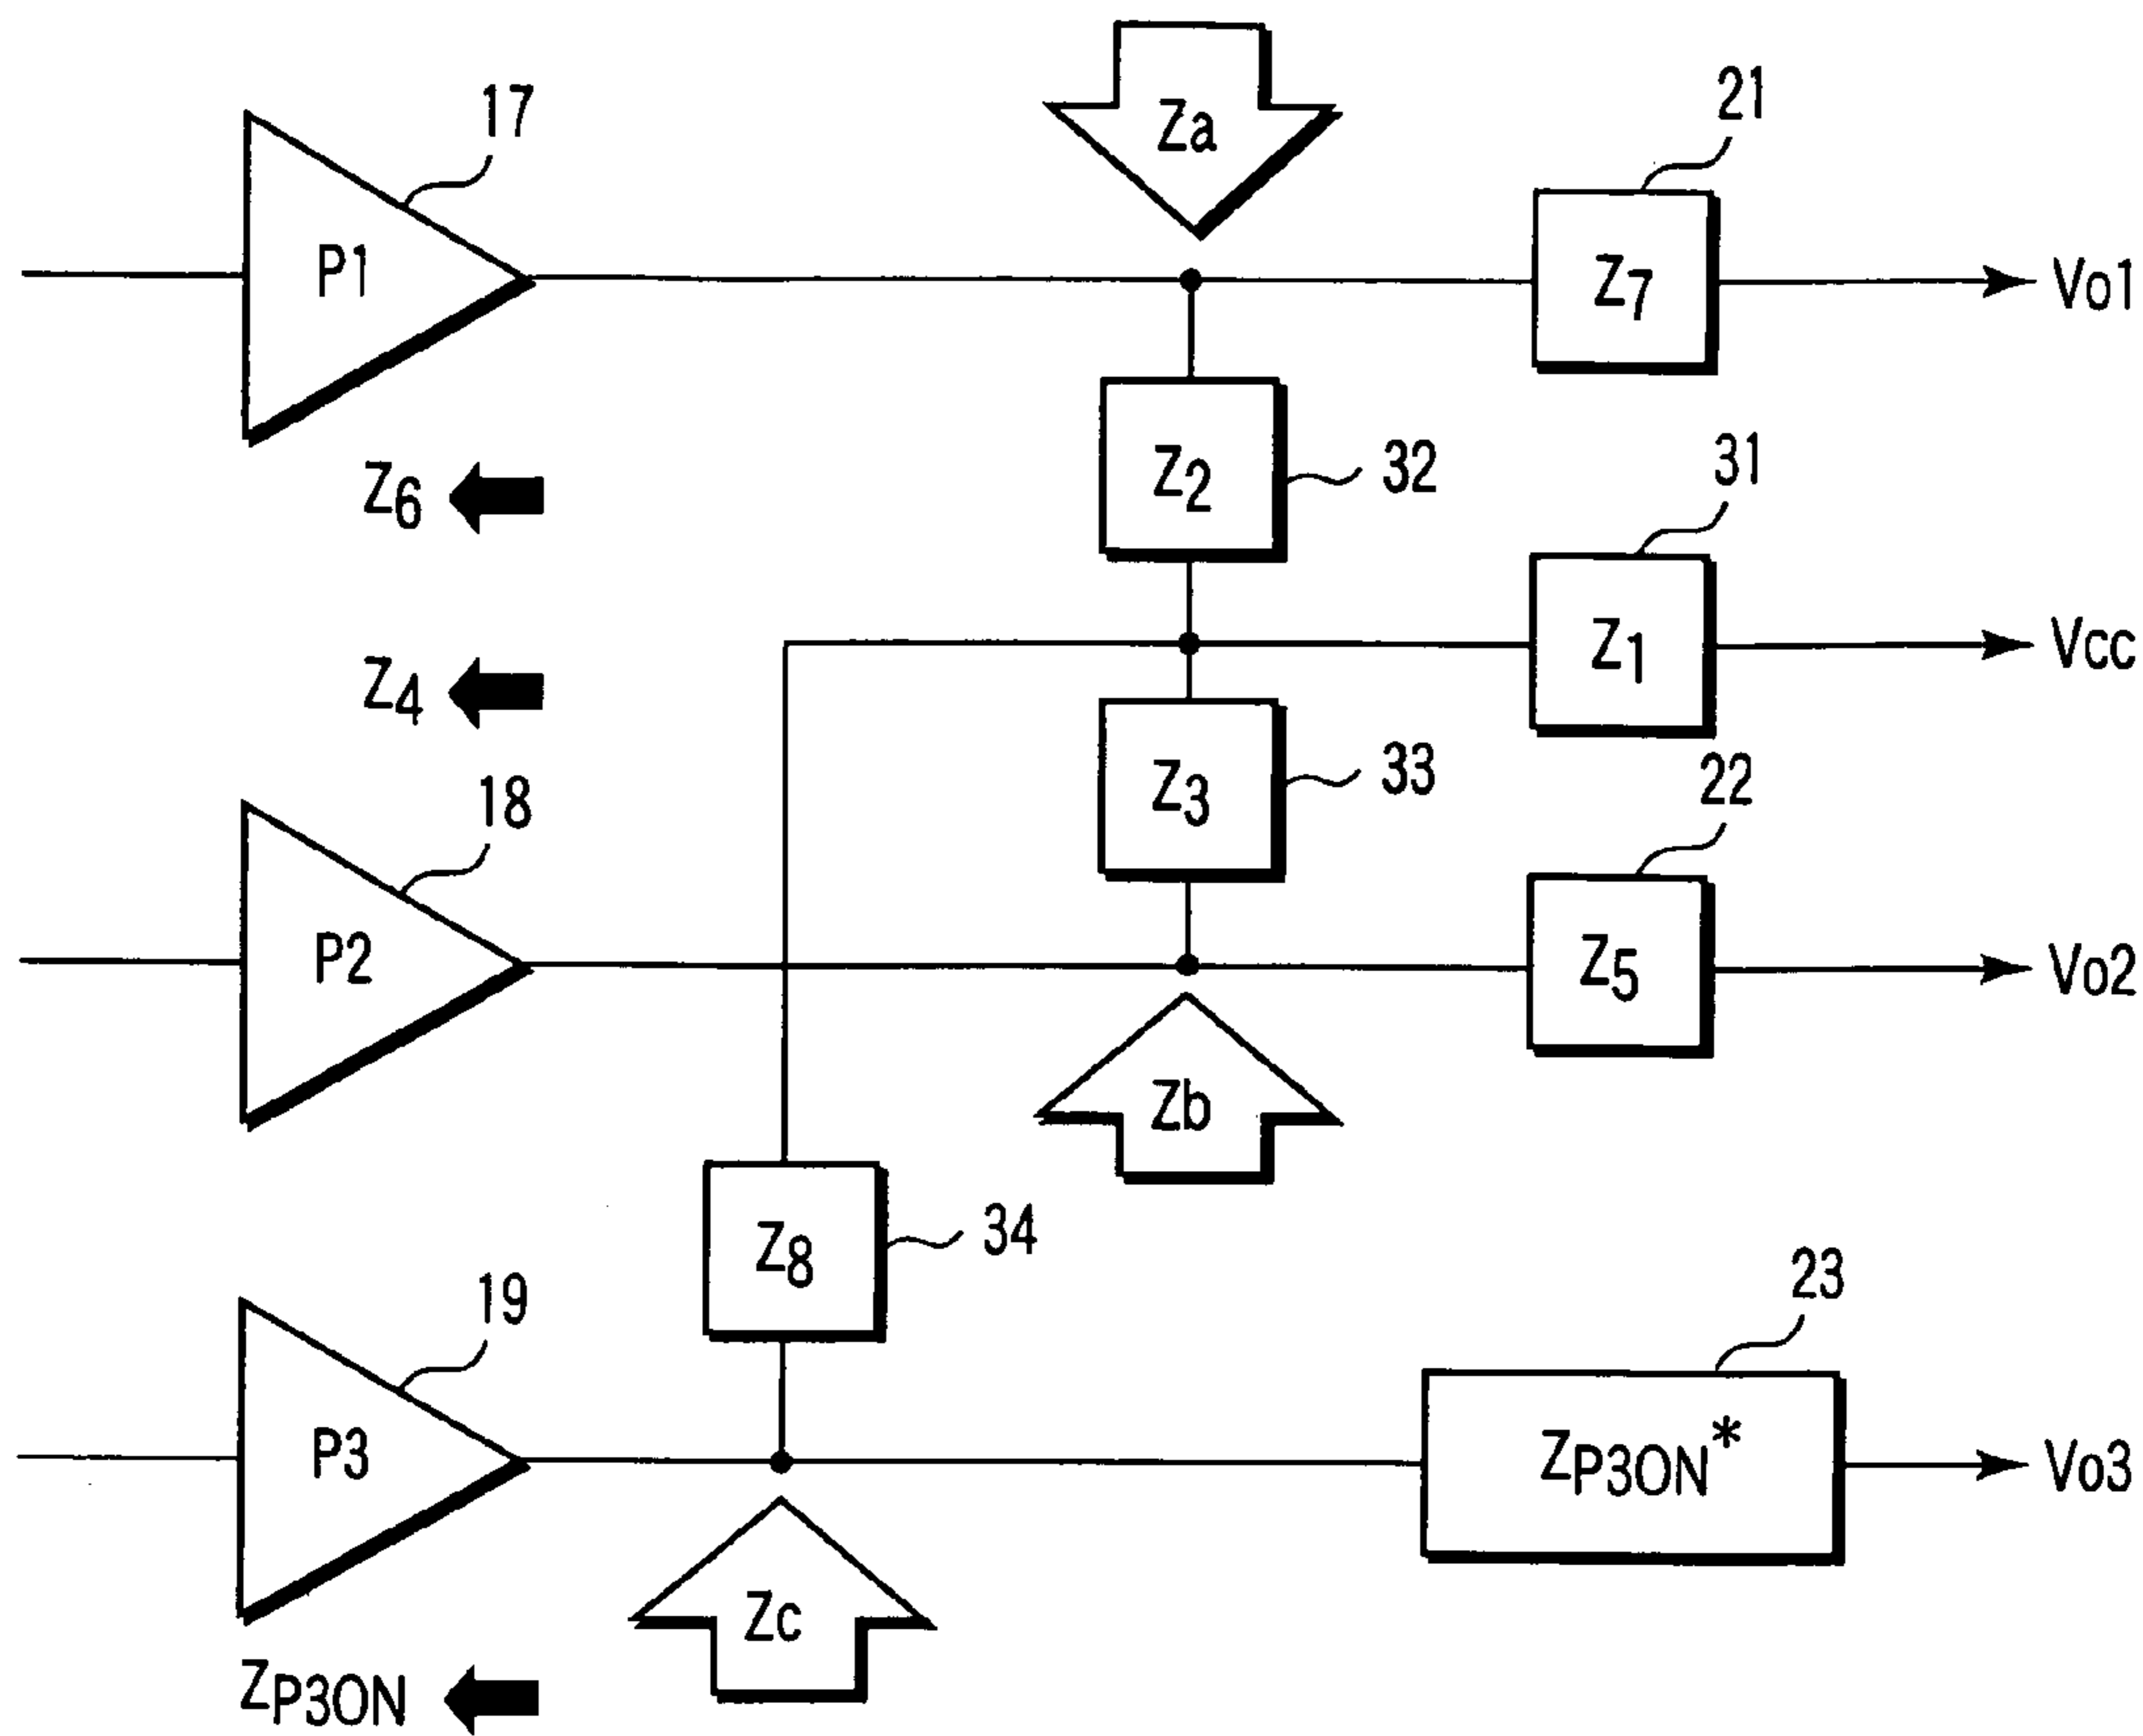 17
Za
21
P1
Z7
Vo1
Z6
Z2
32
31
Z4
Z1
Vcc
18
Z3
33
22
P2
Z5
Vo2
Zb
Z8
34
19
23
P3
ZP3ON*
Vo3
Zc
ZP3ON